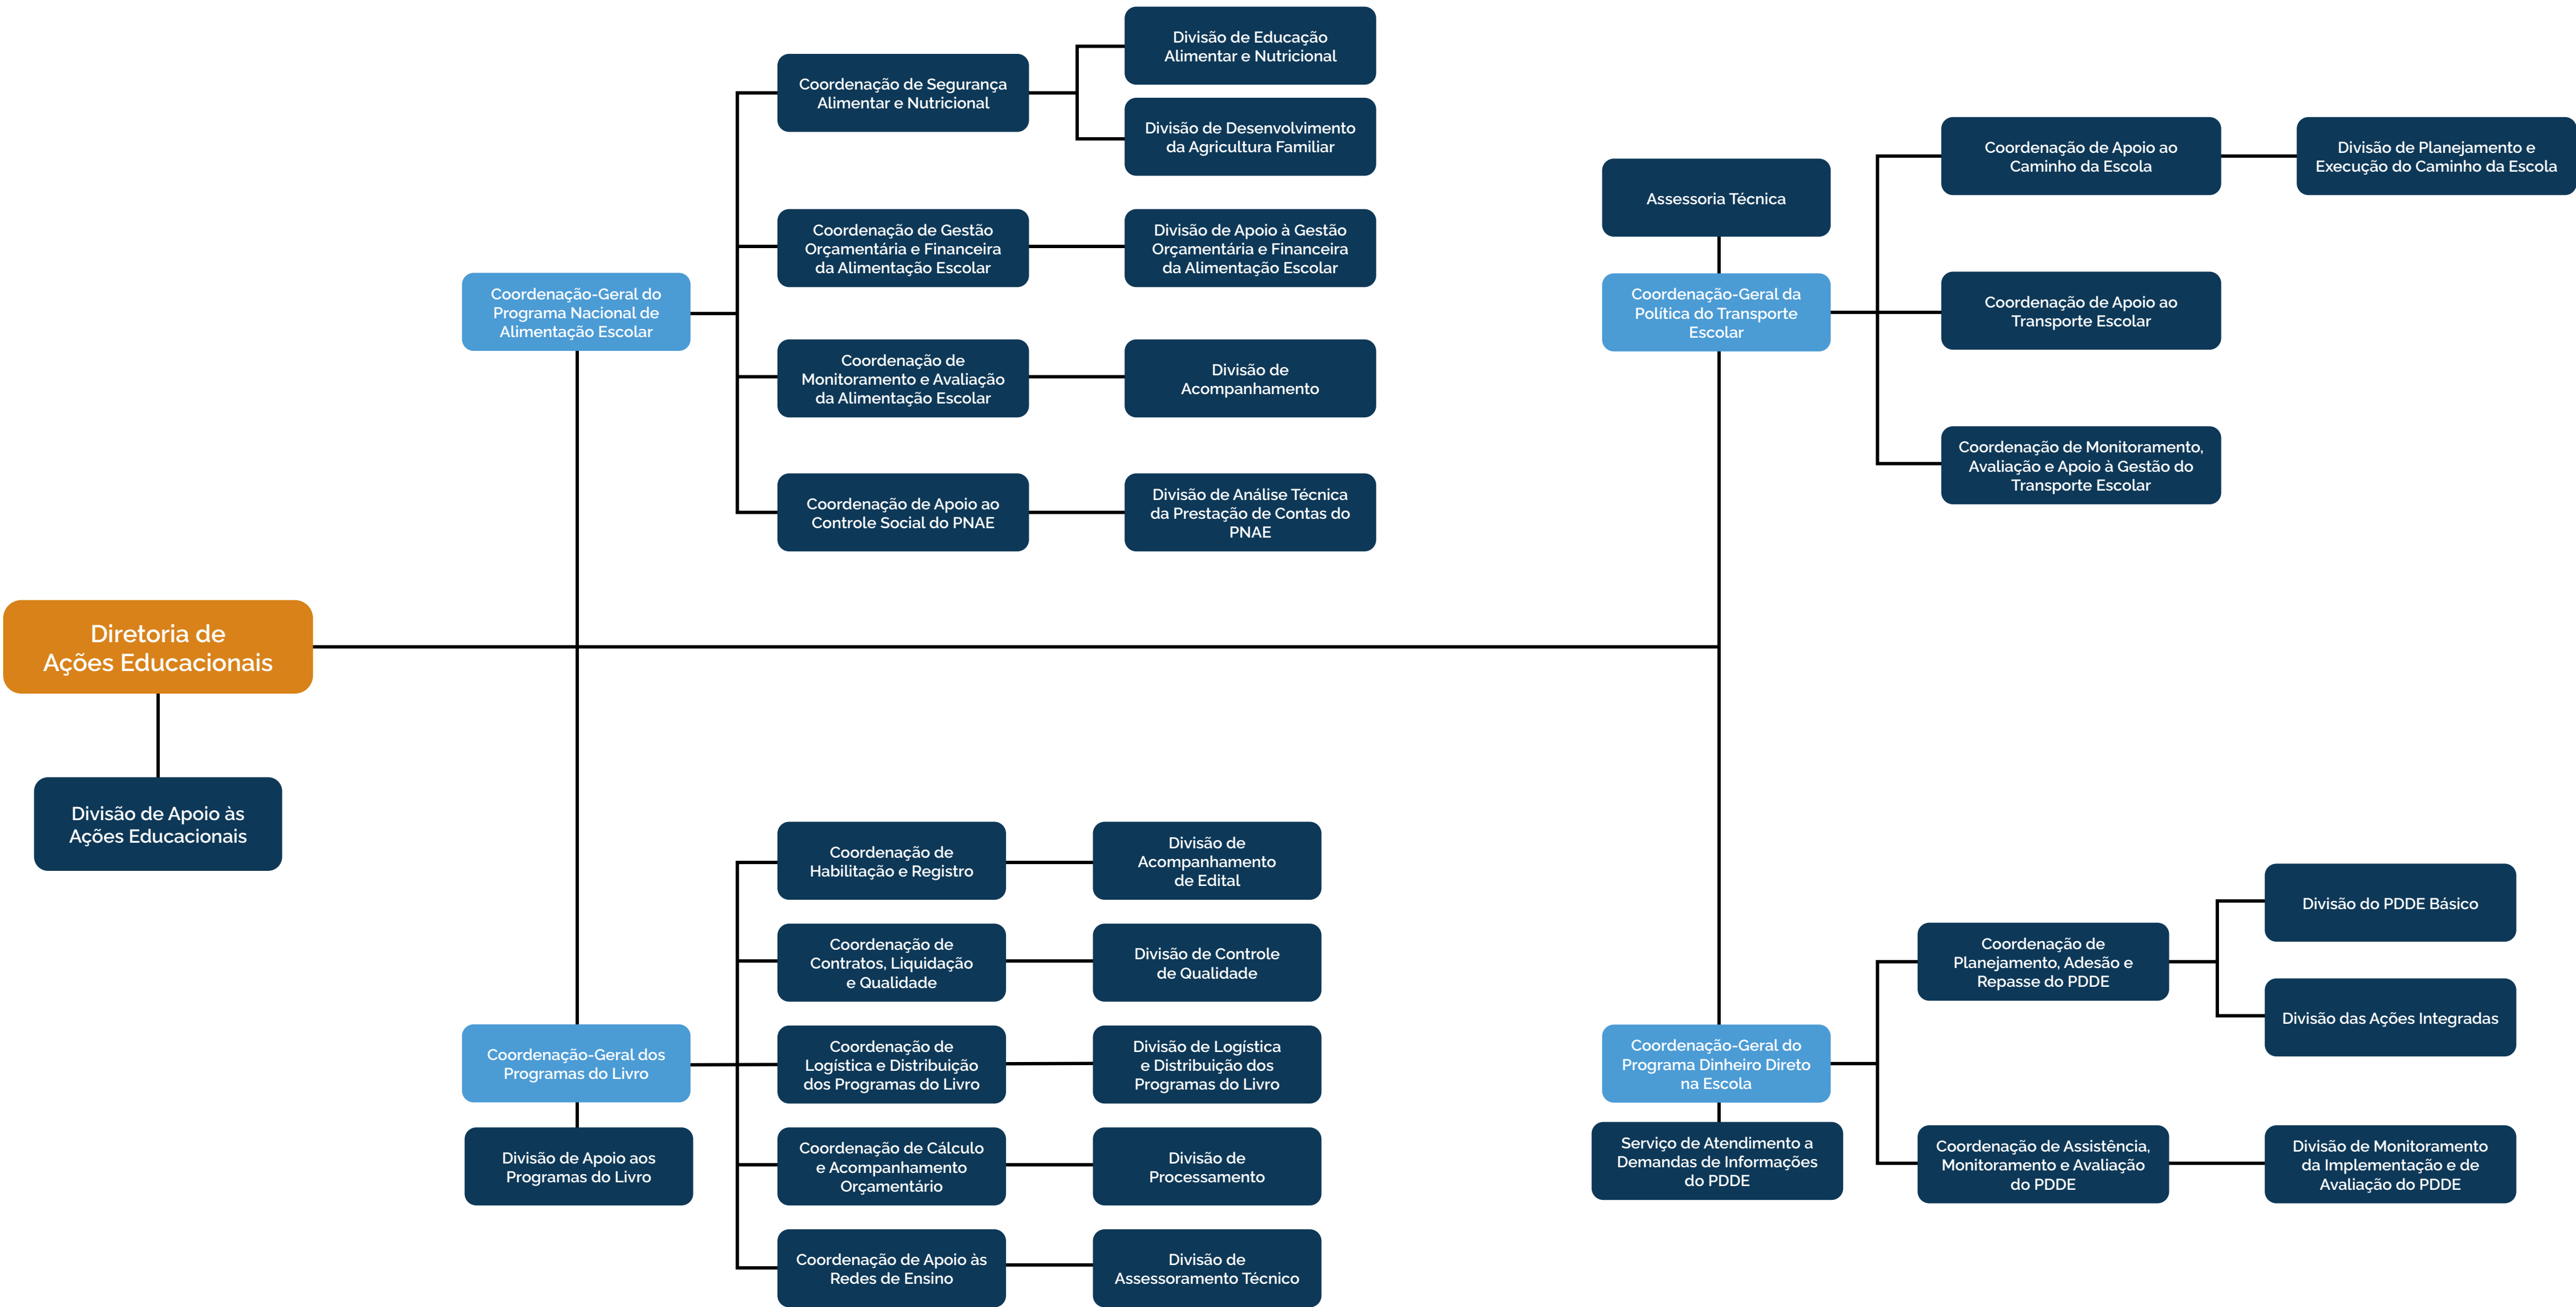 Diretoria de
Ações Educacionais
Divisão de Apoio às
Ações Educacionais
Coordenação-Geral do
Programa Nacional de
Alimentação Escolar
Coordenação de Segurança
Alimentar e Nutricional
Divisão de Educação
Alimentar e Nutricional
Divisão de Desenvolvimento
da Agricultura Familiar
Coordenação de Gestão
Orçamentária e Financeira
da Alimentação Escolar
Divisão de Apoio à Gestão
Orçamentária e Financeira
da Alimentação Escolar
Coordenação de
Monitoramento e Avaliação
da Alimentação Escolar
Divisão de
Acompanhamento
Coordenação de Apoio ao
Controle Social do PNAE
Divisão de Análise Técnica
da Prestação de Contas do
PNAE
Coordenação-Geral dos
Programas do Livro
Divisão de Apoio aos
Programas do Livro
Coordenação de
Habilitação e Registro
Divisão de
Acompanhamento
de Edital
Coordenação de
Contratos, Liquidação
e Qualidade
Divisão de Controle
de Qualidade
Coordenação de
Logística e Distribuição
dos Programas do Livro
Divisão de Logística
e Distribuição dos
Programas do Livro
Coordenação de Cálculo
e Acompanhamento
Orçamentário
Divisão de
Processamento
Coordenação de Apoio às
Redes de Ensino
Divisão de
Assessoramento Técnico
Assessoria Técnica
Coordenação-Geral da
Política do Transporte
Escolar
Coordenação de Apoio ao
Caminho da Escola
Divisão de Planejamento e
Execução do Caminho da Escola
Coordenação de Apoio ao
Transporte Escolar
Coordenação de Monitoramento,
Avaliação e Apoio à Gestão do
Transporte Escolar
Coordenação-Geral do
Programa Dinheiro Direto
na Escola
Serviço de Atendimento a
Demandas de Informações
do PDDE
Coordenação de
Planejamento, Adesão e
Repasse do PDDE
Divisão do PDDE Básico
Divisão das Ações Integradas
Coordenação de Assistência,
Monitoramento e Avaliação
do PDDE
Divisão de Monitoramento
da Implementação e de
Avaliação do PDDE